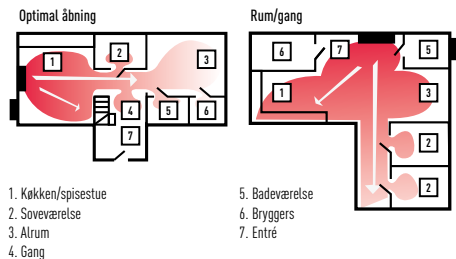 Optimal åbning
Rum/gang
1
2
3
4
5
6
7
6
7
5
1
3
2
2
1. Køkken/spisestue
2. Soveværelse
3. Alrum
4. Gang
5. Badeværelse
6. Bryggers
7. Entré